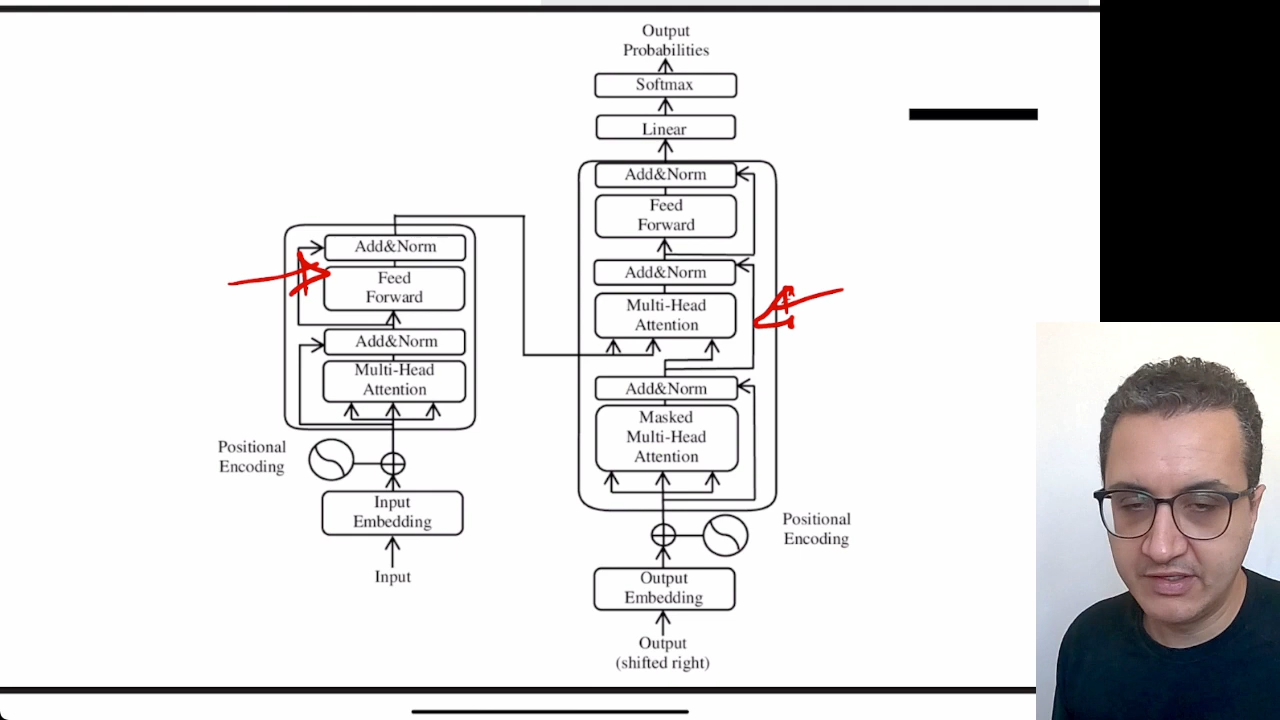 Output
Probabilities
Softmax
Linear
Add&Norm
Feed
Forward
Add&Norm
Multi-Head
Attention
Add&Norm
Masked
Multi-Head
Attention
Positional
Encoding
Output
Embedding
Output
(shifted right)
Add&Norm
Feed
Forward
Add&Norm
Multi-Head
Attention
Positional
Encoding
Input
Embedding
Input